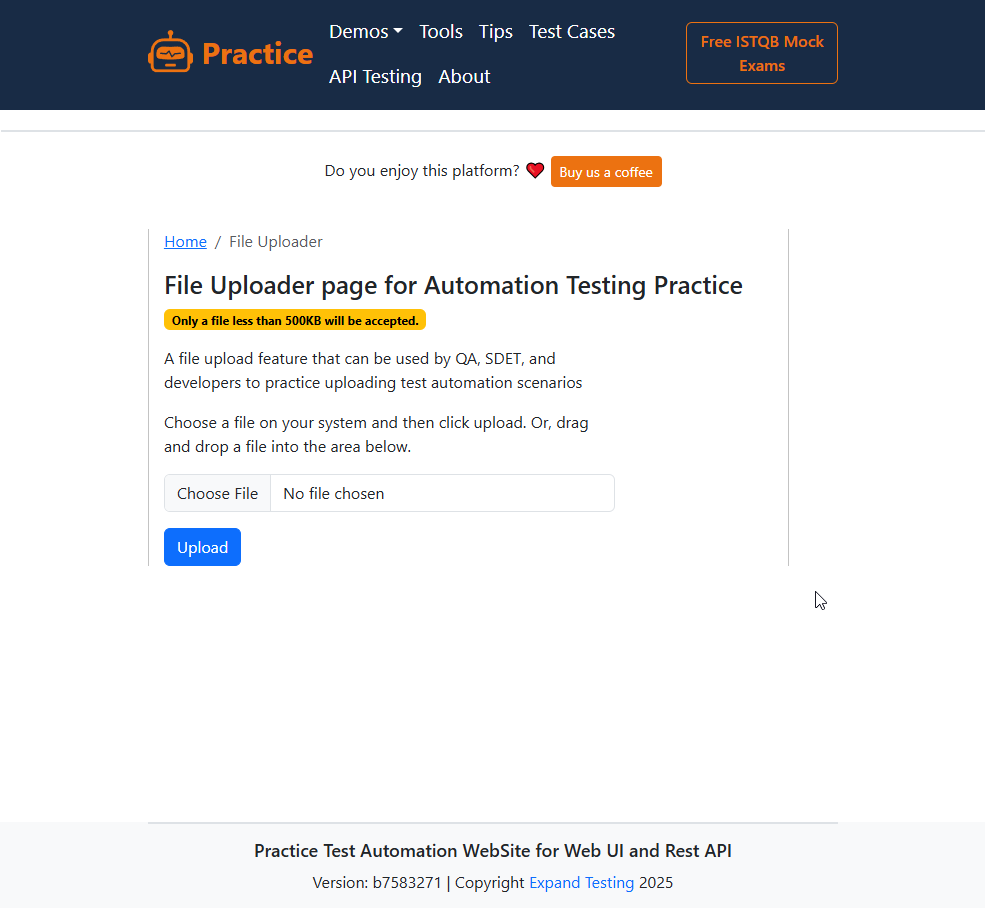 Practice
Demos
Tools
Tips
Test Cases
API Testing
About
Free ISTQB Mock
Exams
Do you enjoy this platform?
Buy us a coffee
Home / File Uploader
File Uploader page for Automation Testing Practice
Only a file less than 500KB will be accepted.
A file upload feature that can be used by QA, SDET, and
developers to practice uploading test automation scenarios
Choose a file on your system and then click upload. Or, drag
and drop a file into the area below.
Choose File No file chosen
Upload
Practice Test Automation WebSite for Web UI and Rest API
Version: b7583271 | Copyright Expand Testing 2025